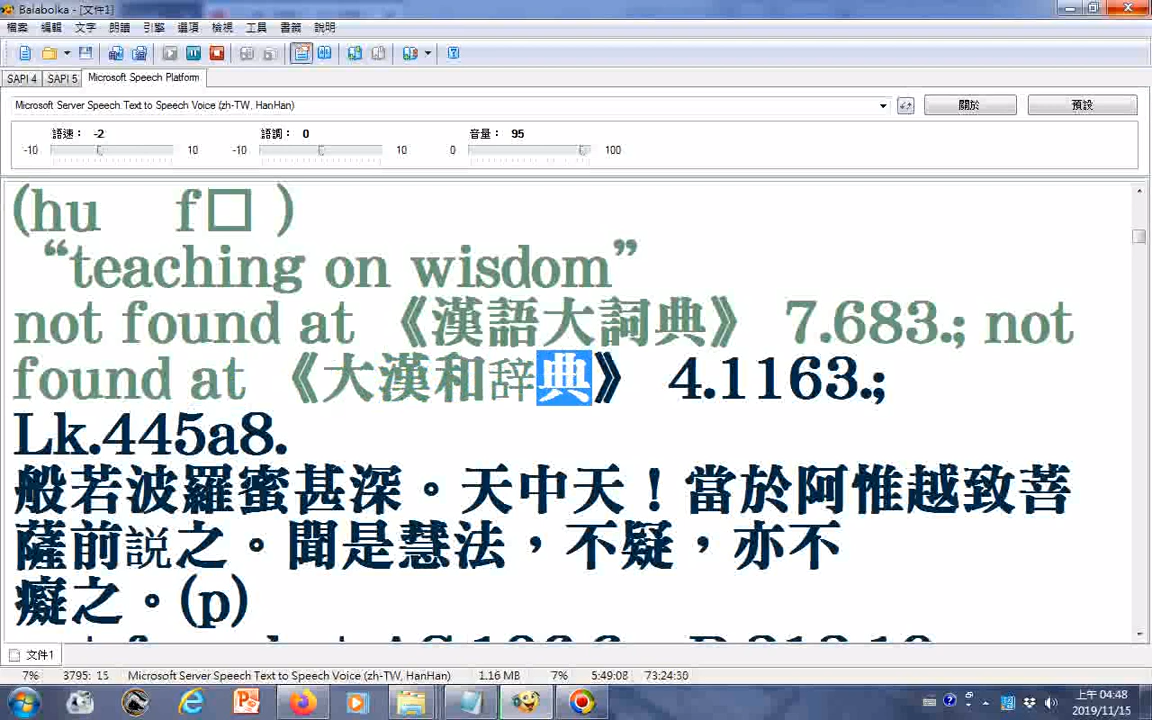 Balabolka - [文件1]
檔案 編輯 文字 朗讀 引擎 選項 檢視 工具 書籤 說明
SAPI 4 SAPI 5 Microsoft Speech Platform
Microsoft Server Speech Text to Speech Voice (zh-TW, HanHan) 關於 預設
語速： -2 語調： 0 音量： 95
-10 10 -10 10 0 100
(hu f□ )
“teaching on wisdom”
not found at 《漢語大詞典》 7.683.; not
found at 《大漢和辞典》 4.1163.;
Lk.445a8.
般若波羅蜜甚深。天中天！當於阿惟越致菩
薩前説之。聞是慧法，不疑，亦不
癡之。(p)
文件1
7% 3795: 15 Microsoft Server Speech Text to Speech Voice (zh-TW, HanHan) 1.16 MB 7% 5:49:08 73:24:30
上午 04:48
2019/11/15